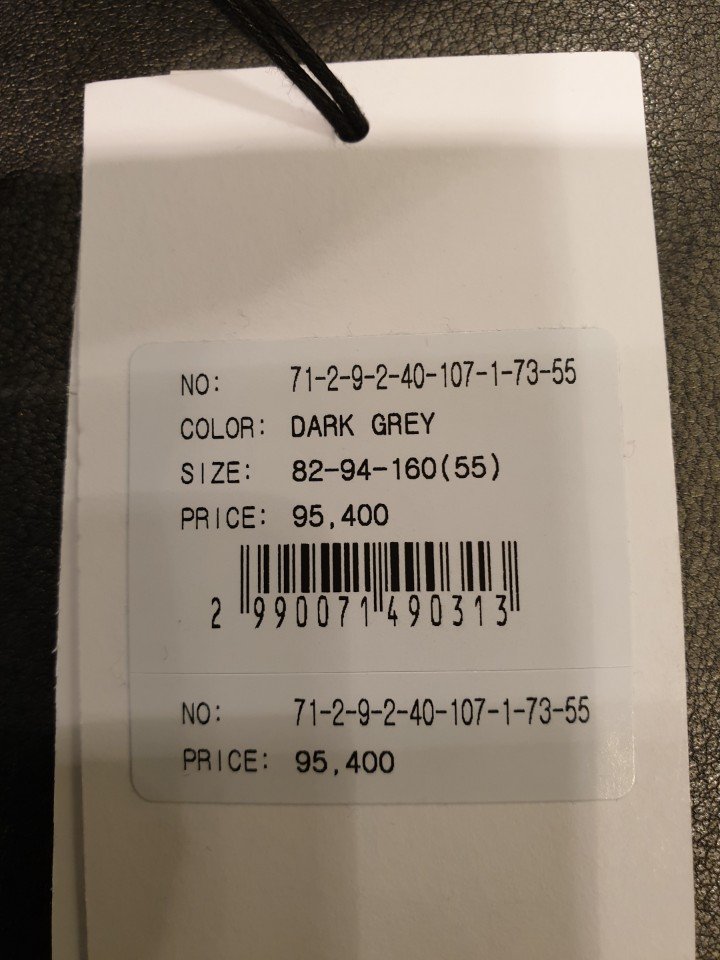 NO: 71-2-9-2-40-107-1-73-55
COLOR: DARK GREY
SIZE: 82-94-160(55)
PRICE: 95,400
2 990071 490313
NO: 71-2-9-2-40-107-1-73-55
PRICE: 95,400